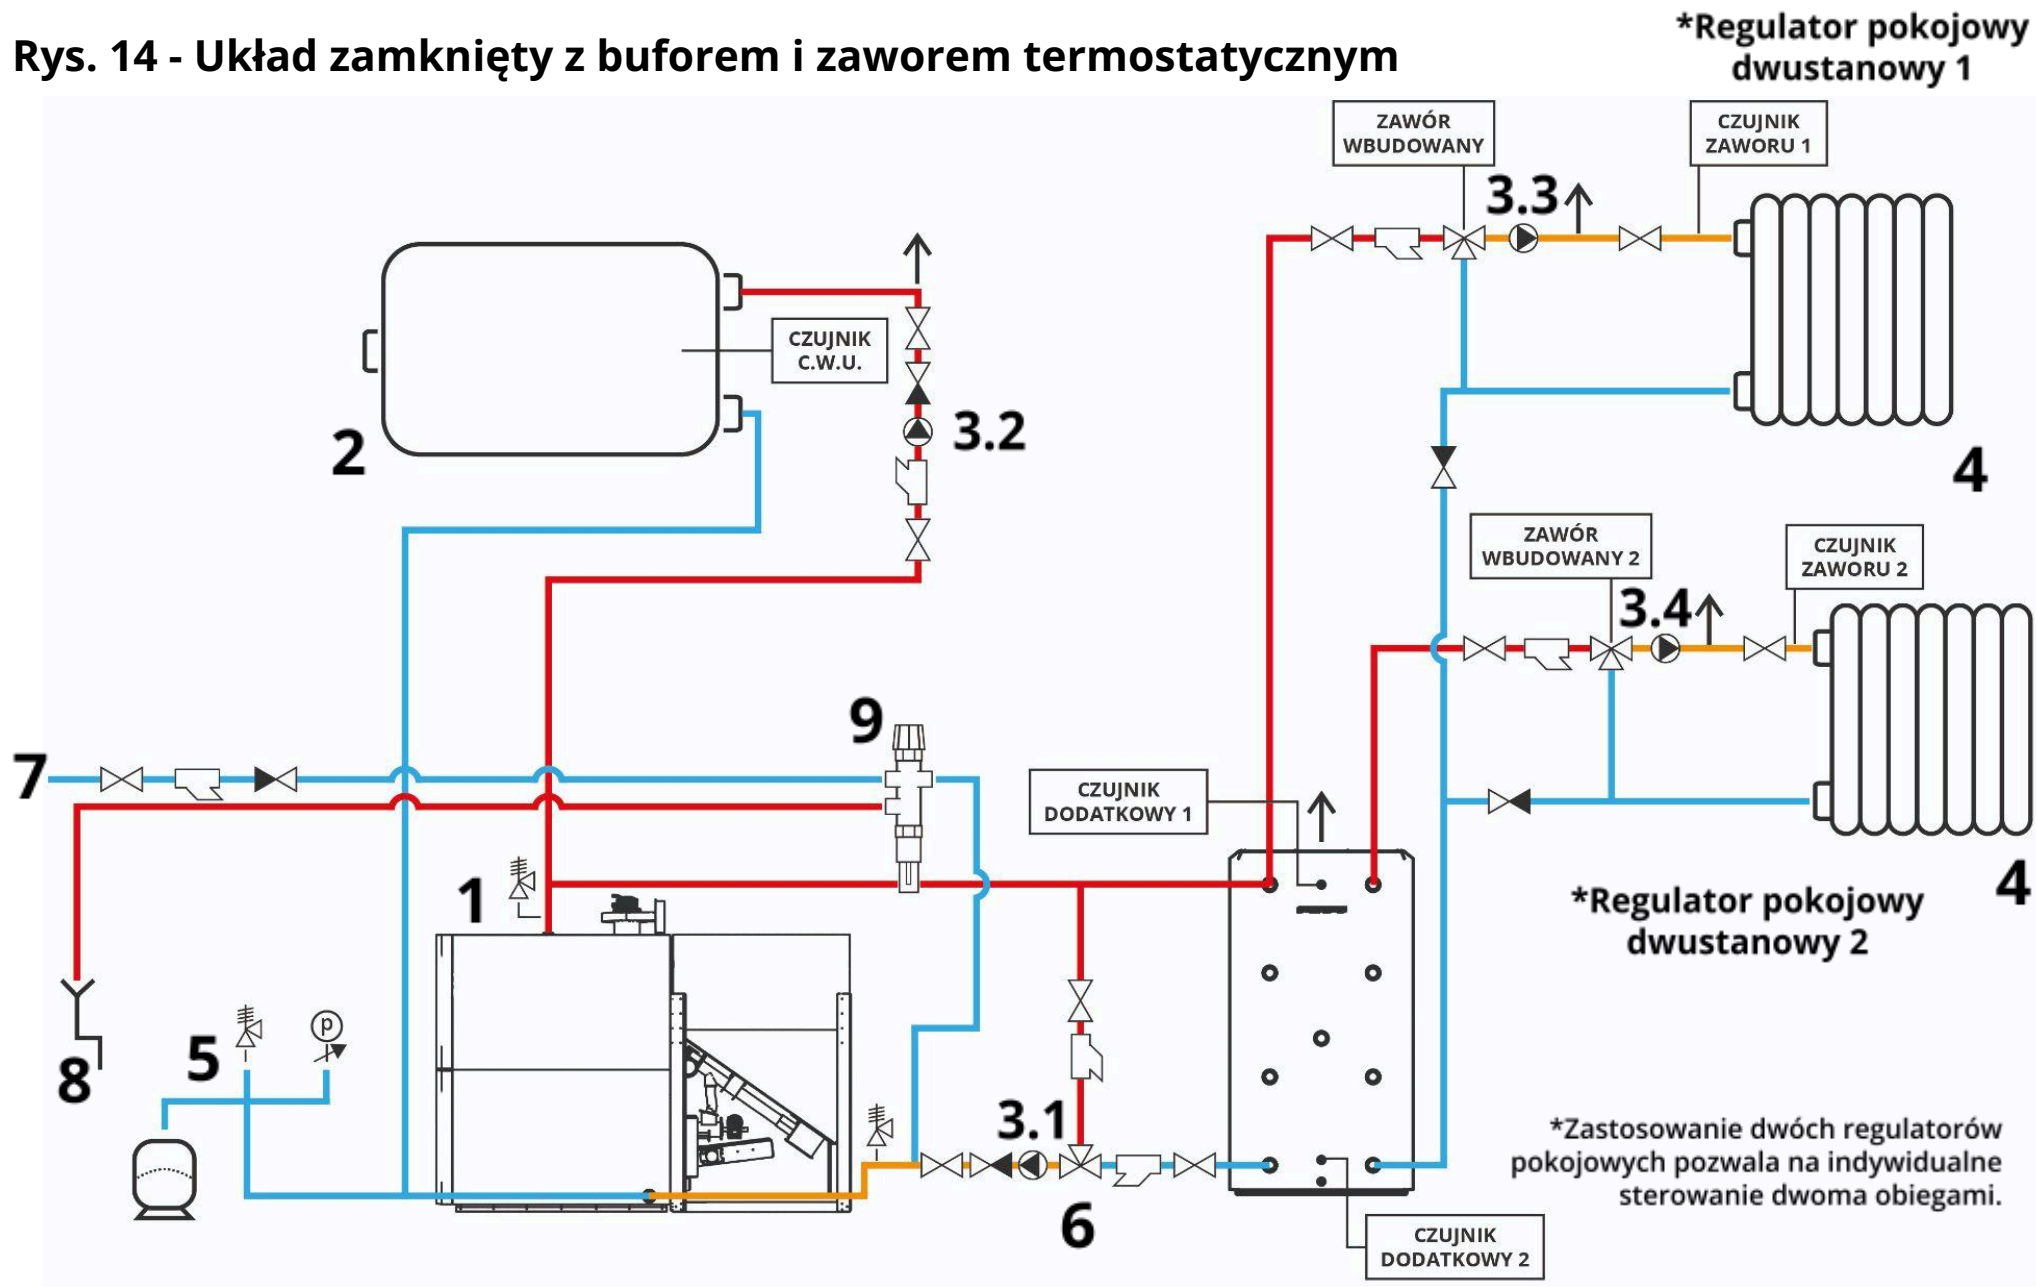 *Regulator pokojowy
dwustanowy 1
Rys. 14 - Układ zamknięty z buforem i zaworem termostatycznym
ZAWÓR
WBUDOWANY
CZUJNIK
ZAWORU 1
3.3
CZUJNIK
C.W.U.
2
3.2
4
ZAWÓR
WBUDOWANY 2
CZUJNIK
ZAWORU 2
3.4
9
7
CZUJNIK
DODATKOWY 1
1
4
*Regulator pokojowy
dwustanowy 2
5
p
8
3.1
6
*Zastosowanie dwóch regulatorów
pokojowych pozwala na indywidualne
sterowanie dwoma obiegami.
CZUJNIK
DODATKOWY 2